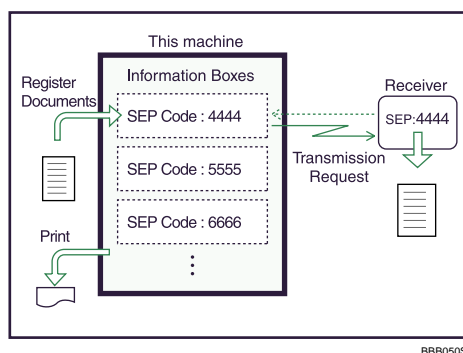 This machine
Information Boxes
Register
Documents
SEP Code : 4444
SEP Code : 5555
SEP Code : 6666
Print
Receiver
SEP:4444
Transmission
Request